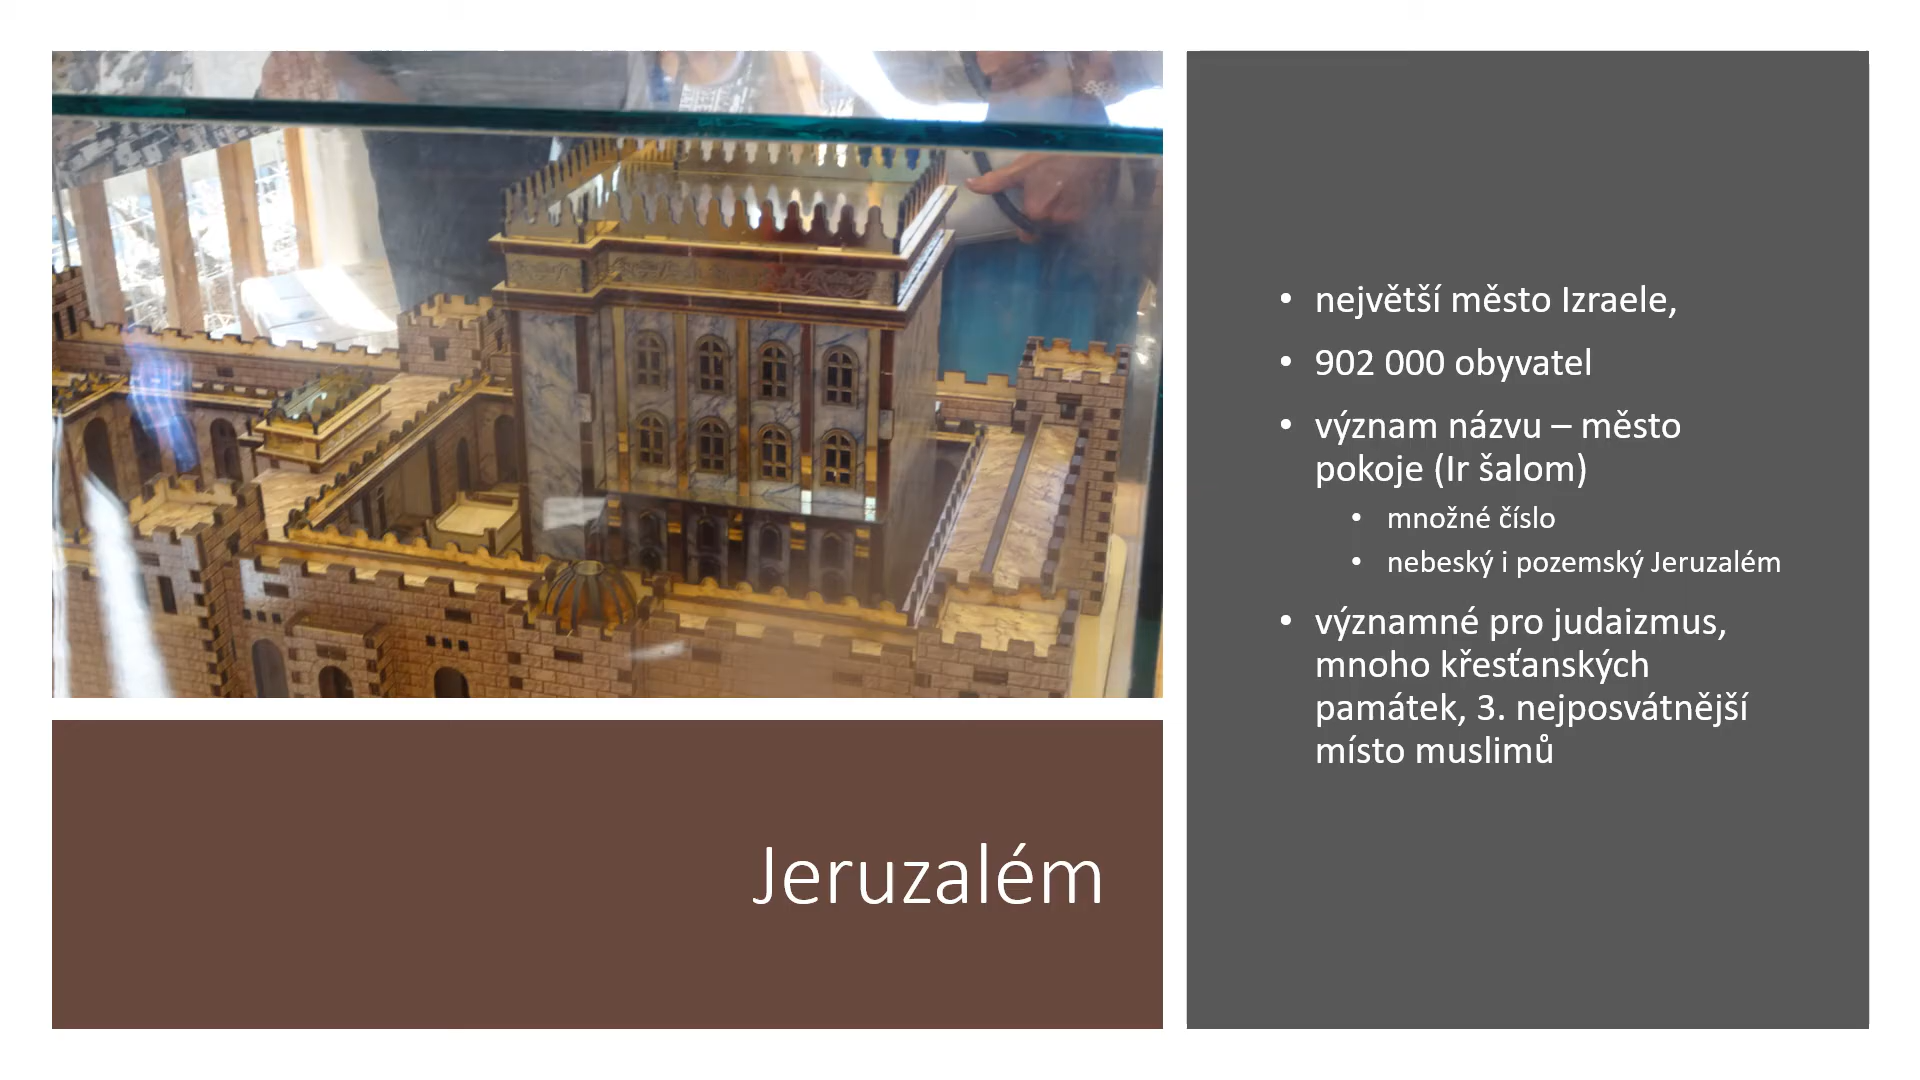 Jeruzalém
• největší město Izraele,
• 902 000 obyvatel
• význam názvu – město
pokoje (Ir šalom)
• množné číslo
• nebeský i pozemský Jeruzalém
• významné pro judaizmus,
mnoho křesťanských
památek, 3. nejposvátnější
místo muslimů